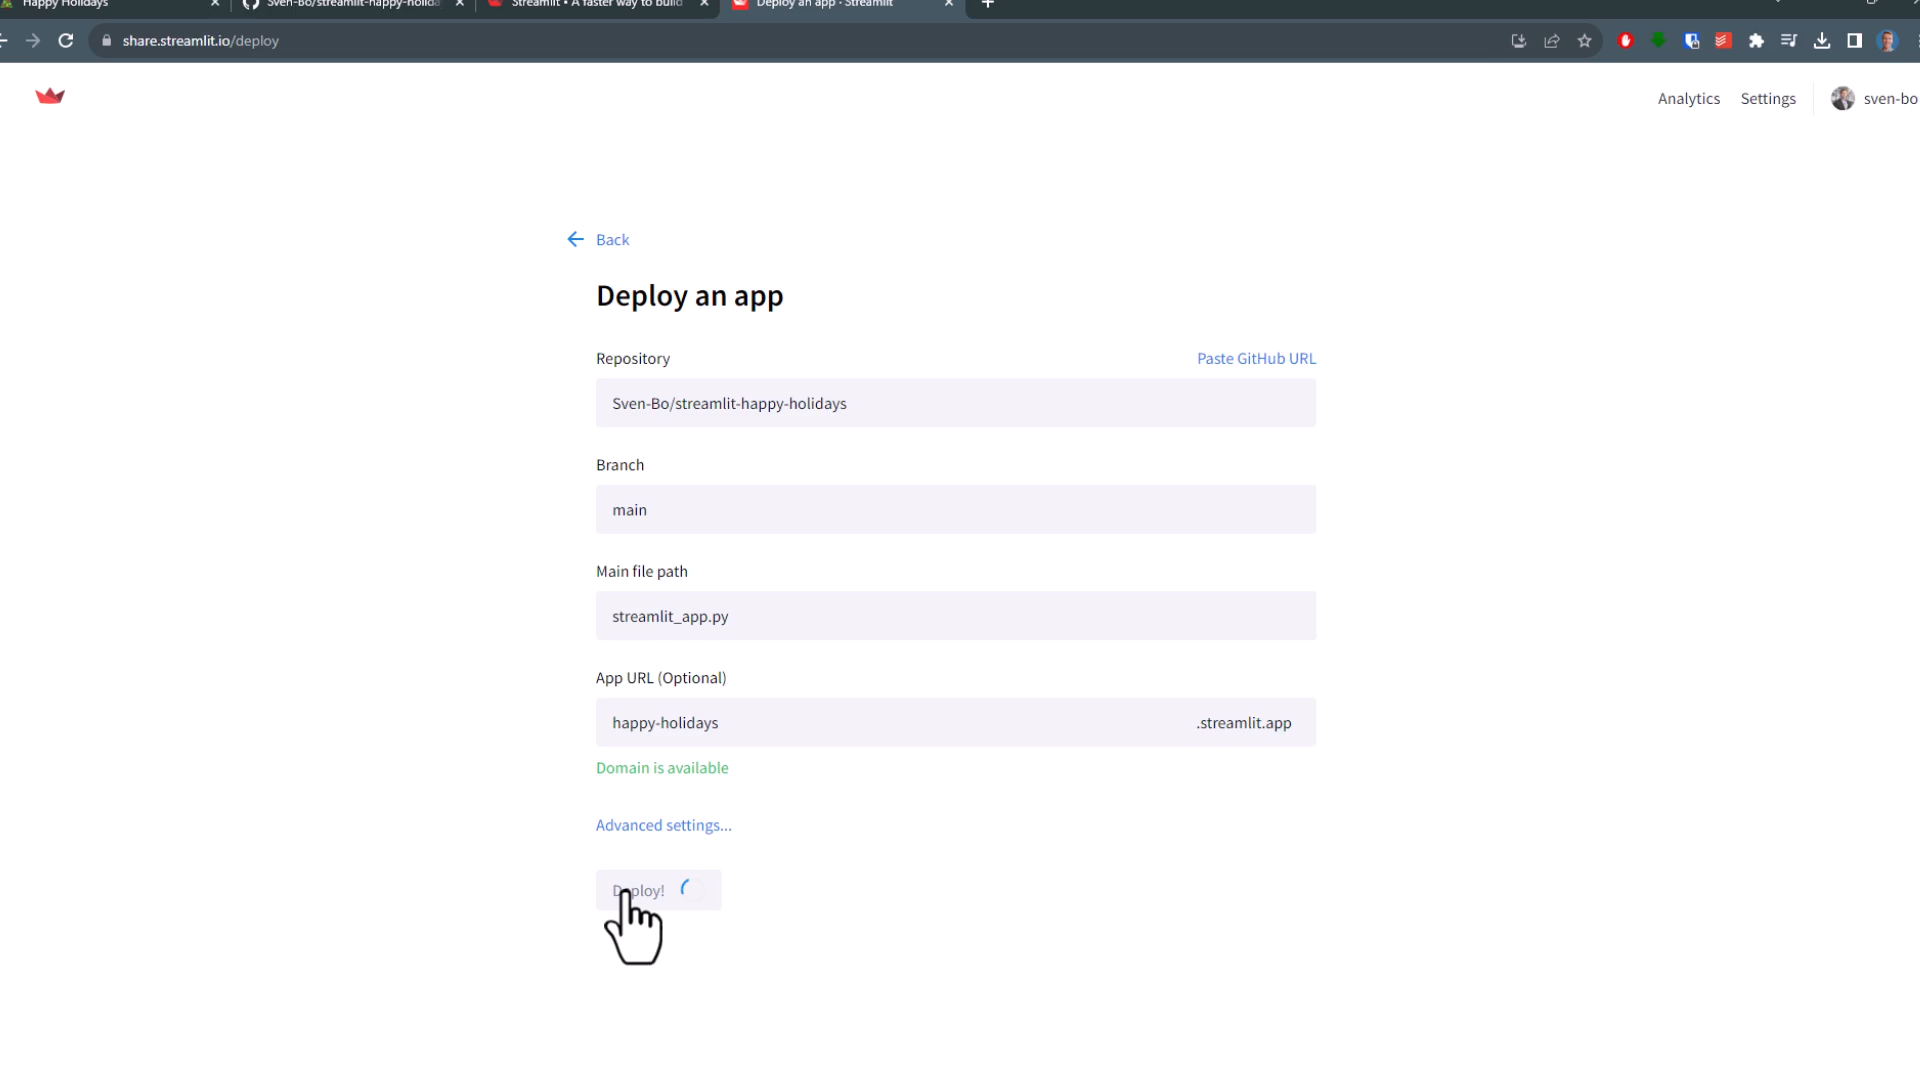 Happy Holidays
Sven-Bo/streamlit-happy-holida
Streamlit • A faster way to build
Deploy an app · Streamlit
share.streamlit.io/deploy
Analytics
Settings
sven-bo
Back
Deploy an app
Repository
Paste GitHub URL
Sven-Bo/streamlit-happy-holidays
Branch
main
Main file path
streamlit_app.py
App URL (Optional)
happy-holidays
.streamlit.app
Domain is available
Advanced settings...
Deploy!